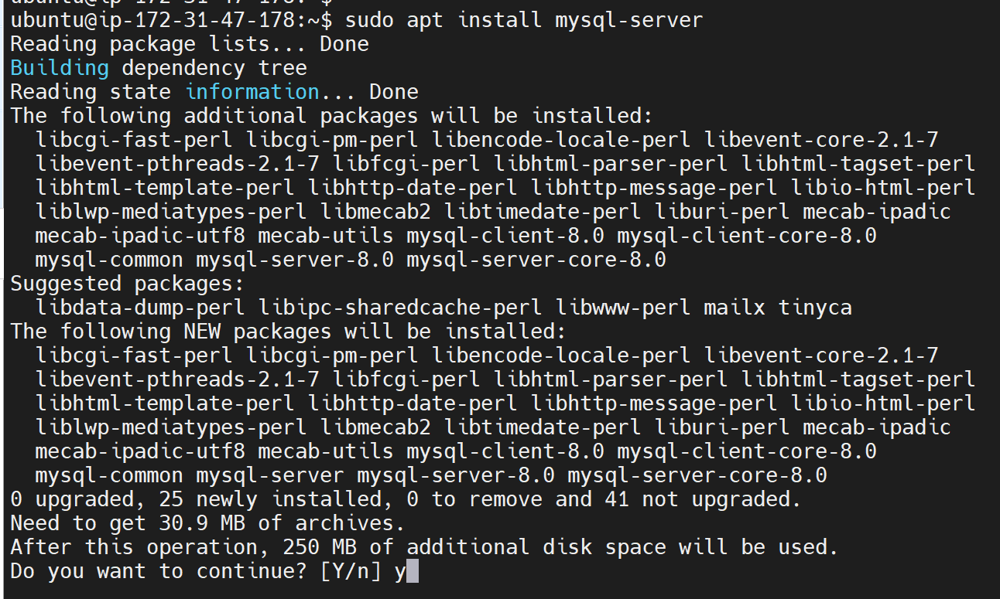 ubuntu@ip-172-31-47-178:~$
ubuntu@ip-172-31-47-178:~$ sudo apt install mysql-server
Reading package lists... Done
Building dependency tree
Reading state information... Done
The following additional packages will be installed:
  libcgi-fast-perl libcgi-pm-perl libencode-locale-perl libevent-core-2.1-7
  libevent-pthreads-2.1-7 libfcgi-perl libhtml-parser-perl libhtml-tagset-perl
  libhtml-template-perl libhttp-date-perl libhttp-message-perl libio-html-perl
  liblwp-mediatypes-perl libmecab2 libtimedate-perl liburi-perl mecab-ipadic
  mecab-ipadic-utf8 mecab-utils mysql-client-8.0 mysql-client-core-8.0
  mysql-common mysql-server-8.0 mysql-server-core-8.0
Suggested packages:
  libdata-dump-perl libipc-sharedcache-perl libwww-perl mailx tinyca
The following NEW packages will be installed:
  libcgi-fast-perl libcgi-pm-perl libencode-locale-perl libevent-core-2.1-7
  libevent-pthreads-2.1-7 libfcgi-perl libhtml-parser-perl libhtml-tagset-perl
  libhtml-template-perl libhttp-date-perl libhttp-message-perl libio-html-perl
  liblwp-mediatypes-perl libmecab2 libtimedate-perl liburi-perl mecab-ipadic
  mecab-ipadic-utf8 mecab-utils mysql-client-8.0 mysql-client-core-8.0
  mysql-common mysql-server mysql-server-8.0 mysql-server-core-8.0
0 upgraded, 25 newly installed, 0 to remove and 41 not upgraded.
Need to get 30.9 MB of archives.
After this operation, 250 MB of additional disk space will be used.
Do you want to continue? [Y/n] y